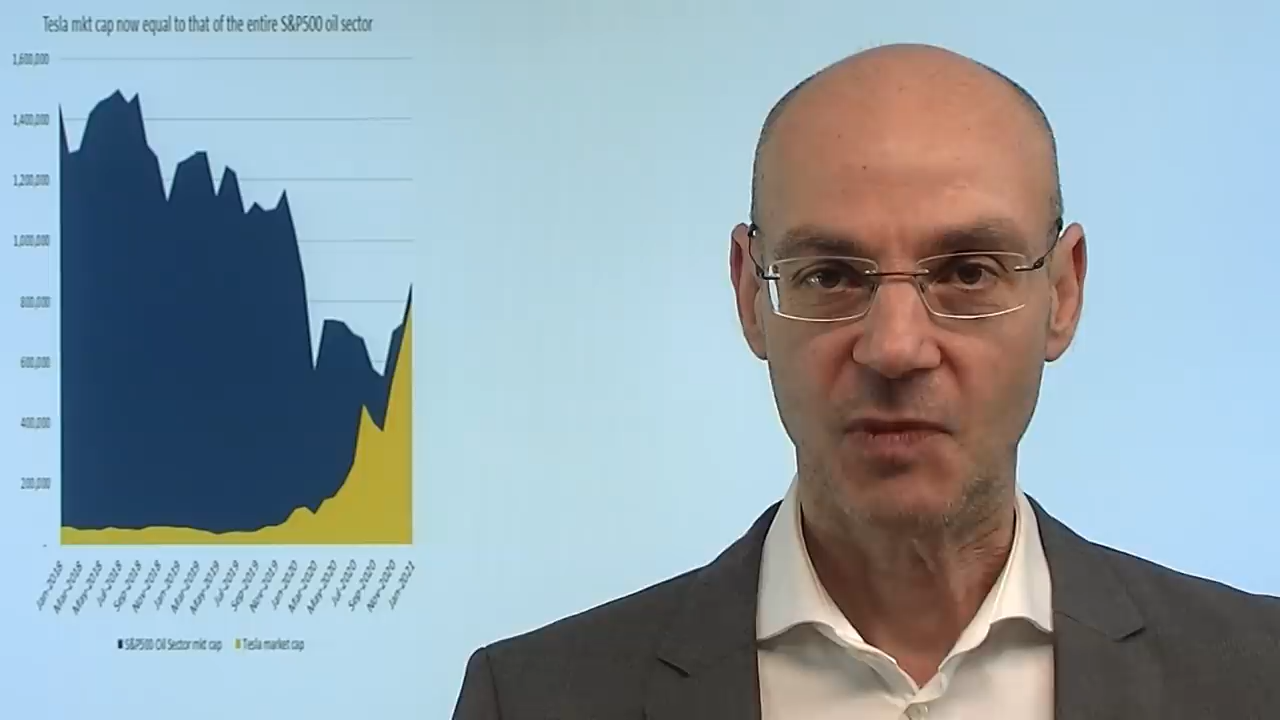 Tesla mkt cap now equal to that of the entire S&P500 oil sector
1,600,000
1,400,000
1,200,000
1,000,000
800,000
600,000
400,000
200,000
-
Jan-2018
Mar-2018
May-2018
Jul-2018
Sep-2018
Nov-2018
Jan-2019
Mar-2019
May-2019
Jul-2019
Sep-2019
Nov-2019
Jan-2020
Mar-2020
May-2020
Jul-2020
Sep-2020
Nov-2020
Jan-2021
S&P500 Oil Sector mkt cap
Tesla market cap